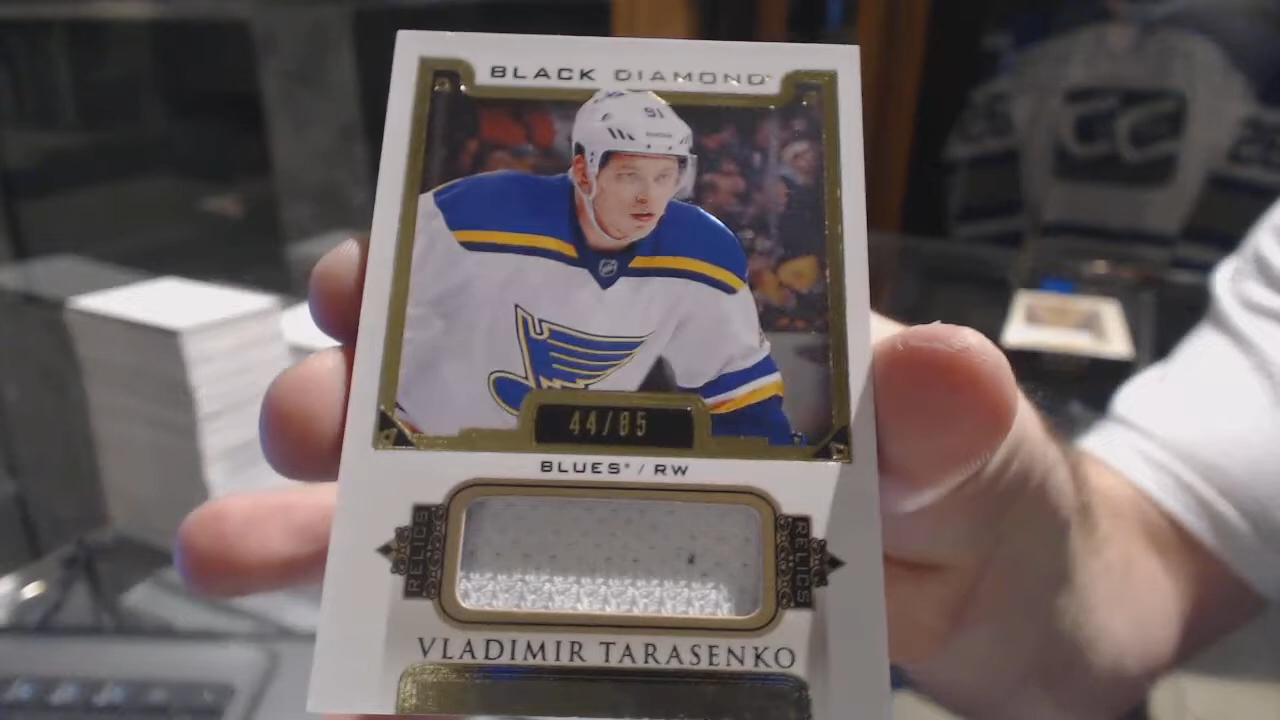 BLACK DIAMOND
91
44/85
BLUES / RW
RELICS RELICS
VLADIMIR TARASENKO